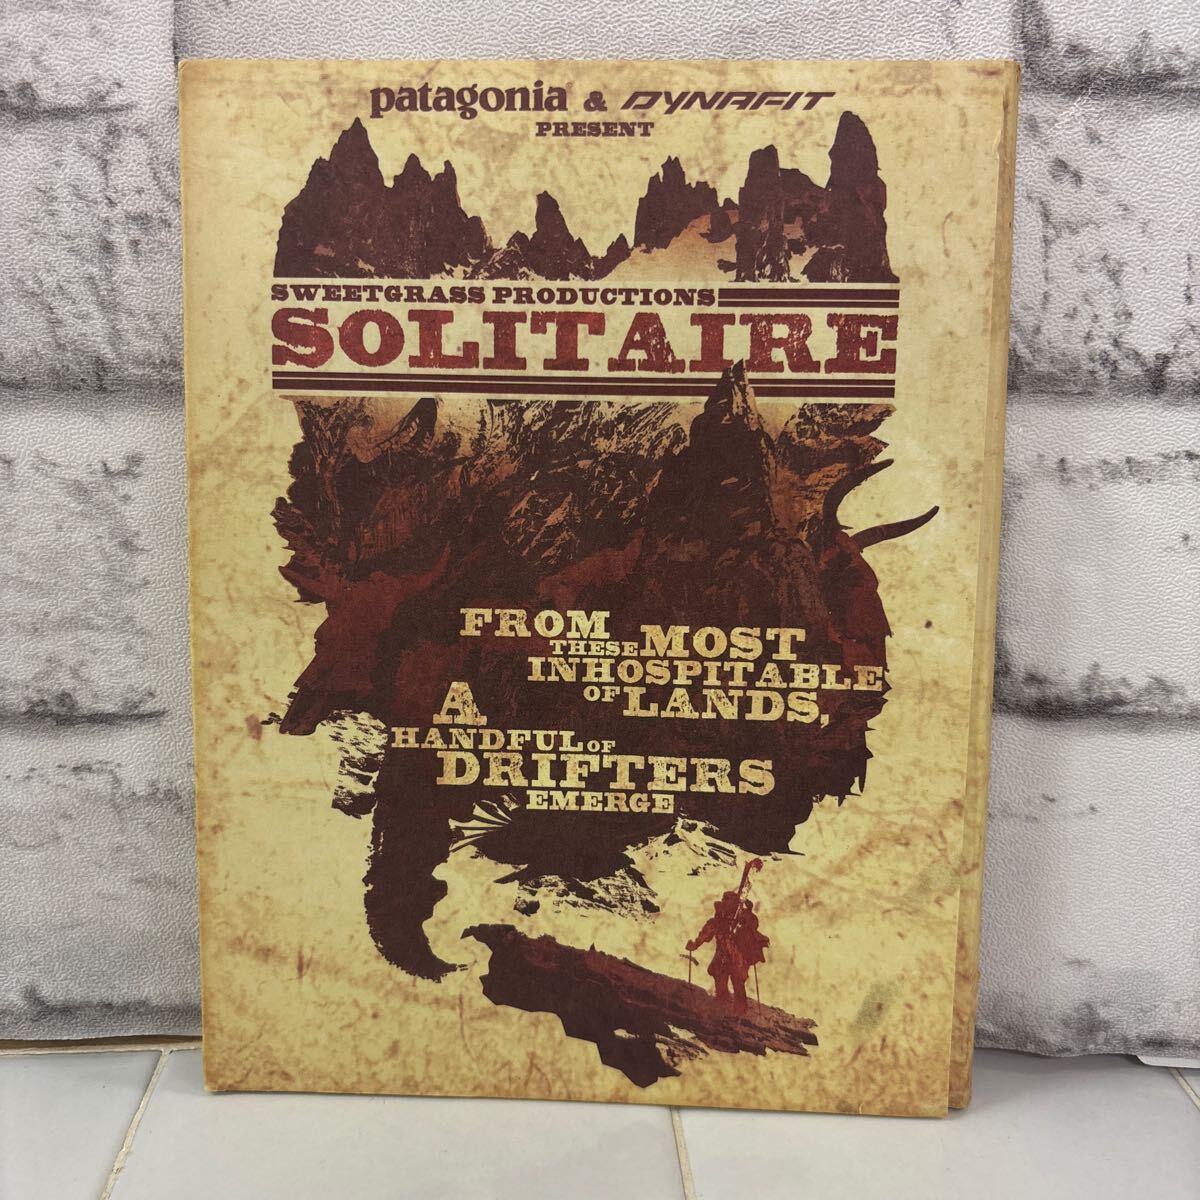 patagonia® & DYNAFIT
PRESENT
SWEETGRASS PRODUCTIONS
SOLITAIRE
FROM
THESE MOST
INHOSPITABLE
OF LANDS,
A
HANDFUL OF
DRIFTERS
EMERGE